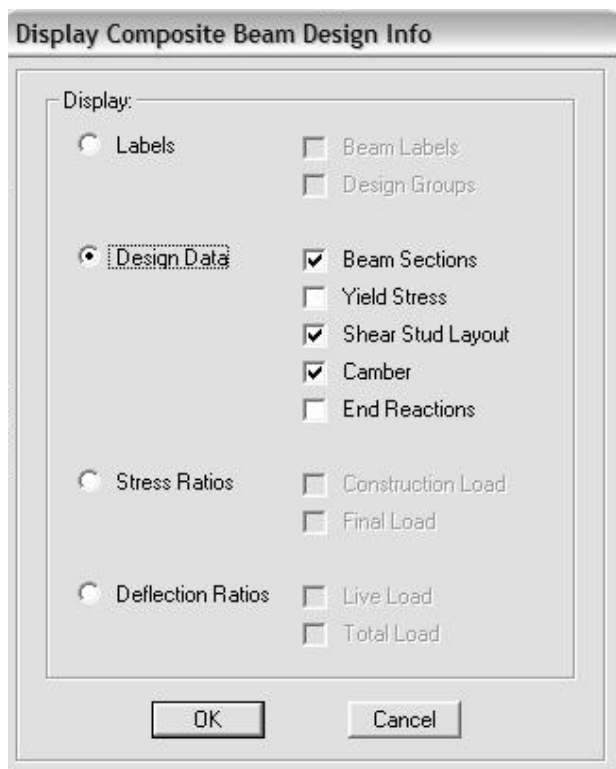 Display Composite Beam Design Info
Display:
Labels
Beam Labels
Design Groups
Design Data
Beam Sections
Yield Stress
Shear Stud Layout
Camber
End Reactions
Stress Ratios
Construction Load
Final Load
Deflection Ratios
Live Load
Total Load
OK
Cancel